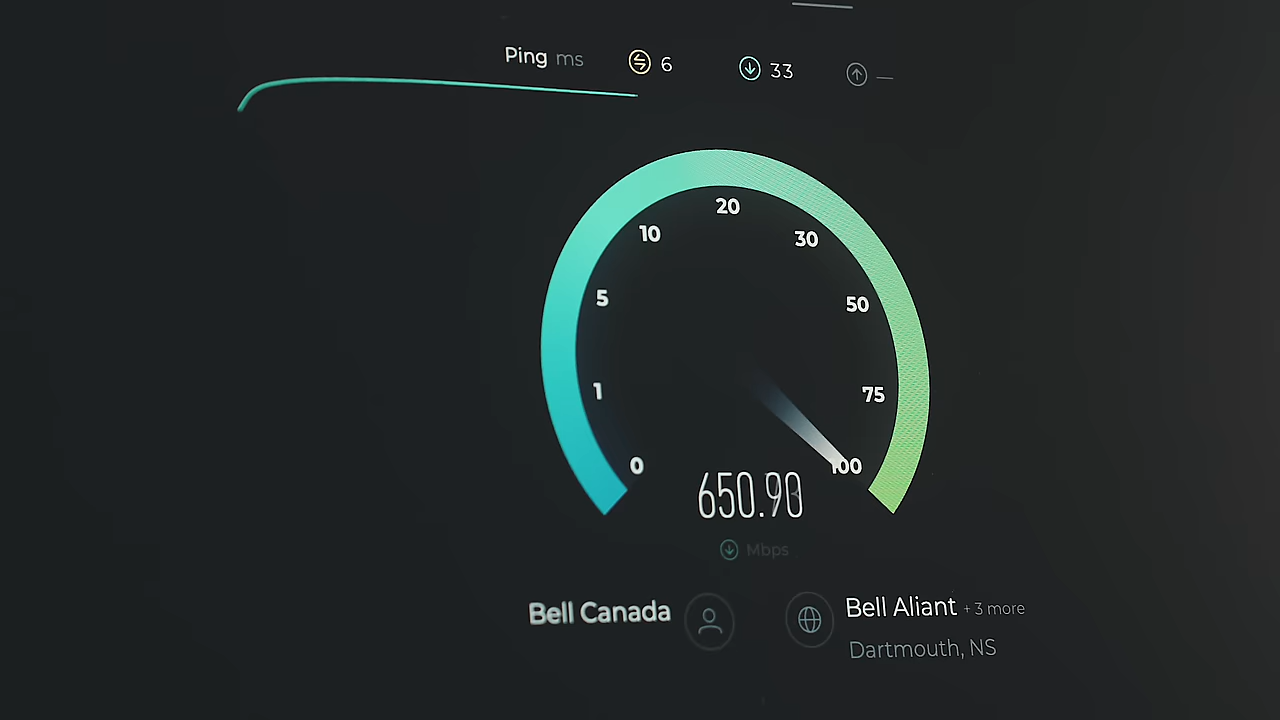 Ping ms 6 33 —
20
10 30
5 50
1 75
0 100
650.90
Mbps
Bell Canada
Bell Aliant + 3 more
Dartmouth, NS